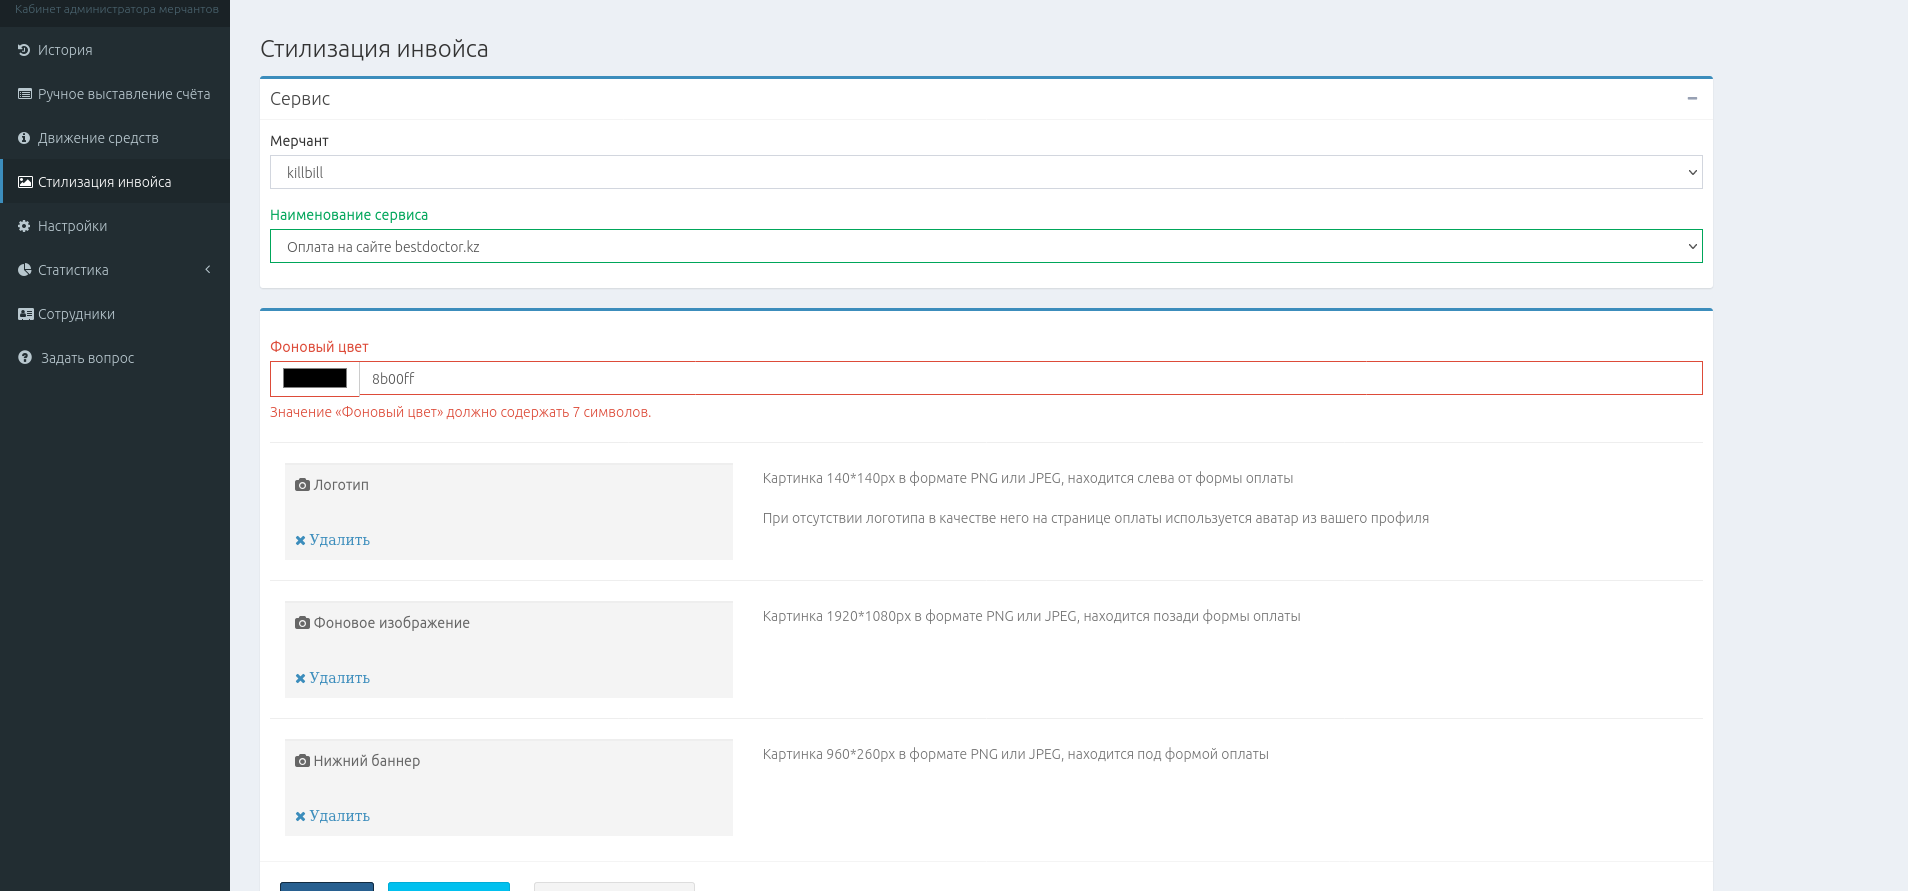 Кабинет администратора мерчантов
История
Ручное выставление счёта
Движение средств
Стилизация инвойса
Настройки
Статистика
Сотрудники
Задать вопрос
Стилизация инвойса
Сервис
Мерчант
killbill
Наименование сервиса
Оплата на сайте bestdoctor.kz
Фоновый цвет
8b00ff
Значение «Фоновый цвет» должно содержать 7 символов.
Логотип
Удалить
Картинка 140*140px в формате PNG или JPEG, находится слева от формы оплаты
При отсутствии логотипа в качестве него на странице оплаты используется аватар из вашего профиля
Фоновое изображение
Удалить
Картинка 1920*1080px в формате PNG или JPEG, находится позади формы оплаты
Нижний баннер
Удалить
Картинка 960*260px в формате PNG или JPEG, находится под формой оплаты